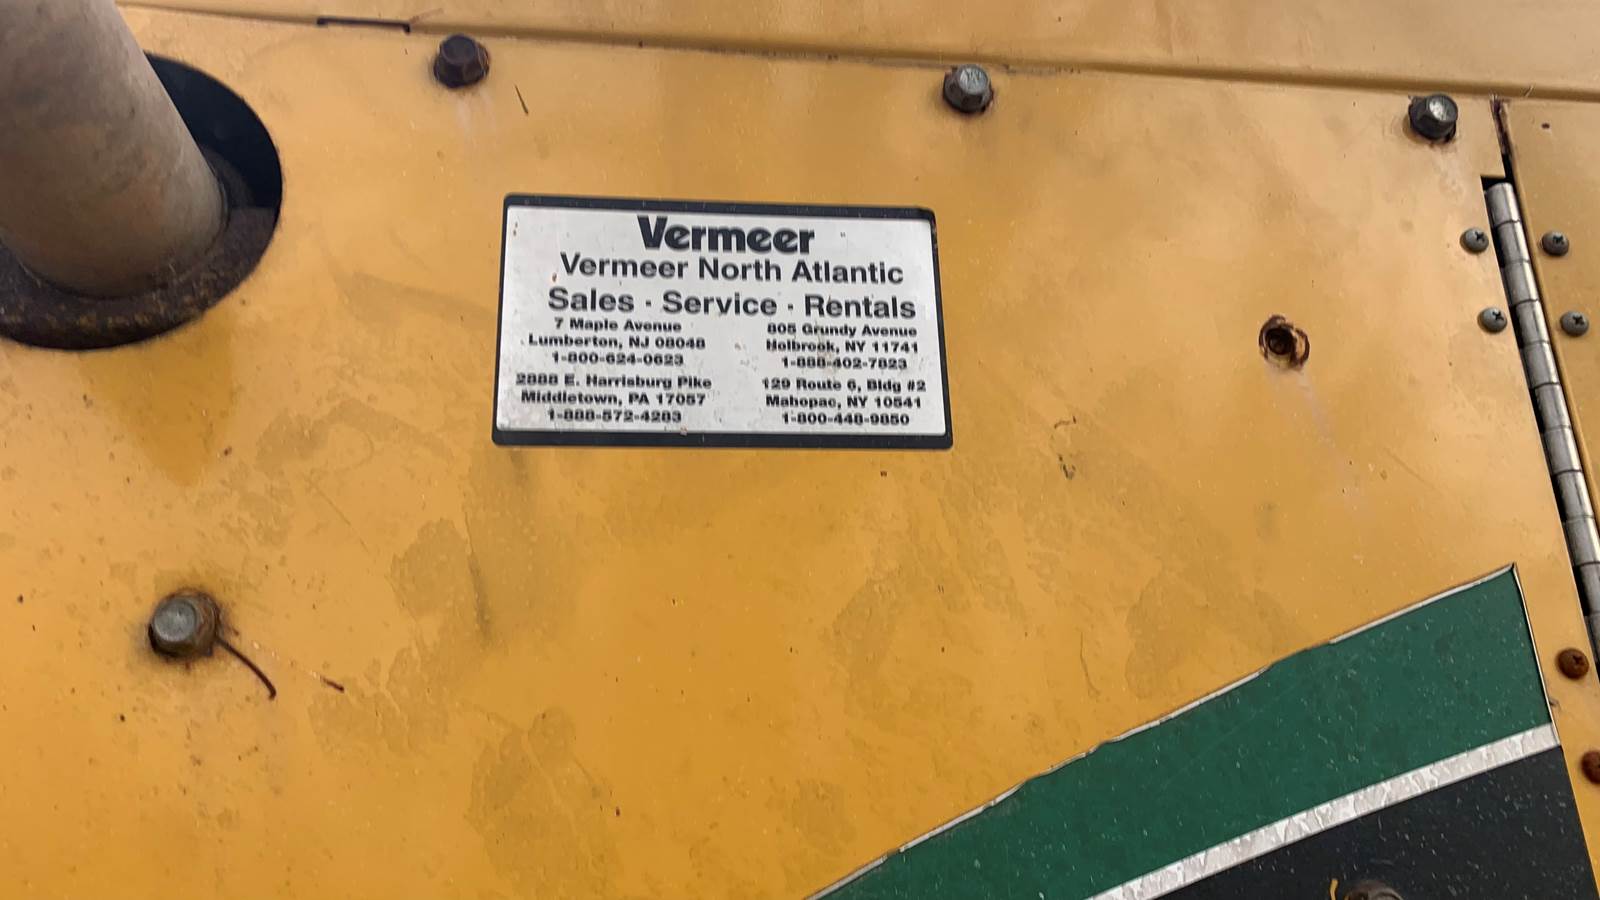 Vermeer
Vermeer North Atlantic
Sales · Service · Rentals
7 Maple Avenue
Lumberton, NJ 08048
1-800-624-0623
805 Grundy Avenue
Holbrook, NY 11741
1-888-402-7823
2888 E. Harrisburg Pike
Middletown, PA 17057
1-888-572-4283
129 Route 6, Bldg #2
Mahopac, NY 10541
1-800-448-9850